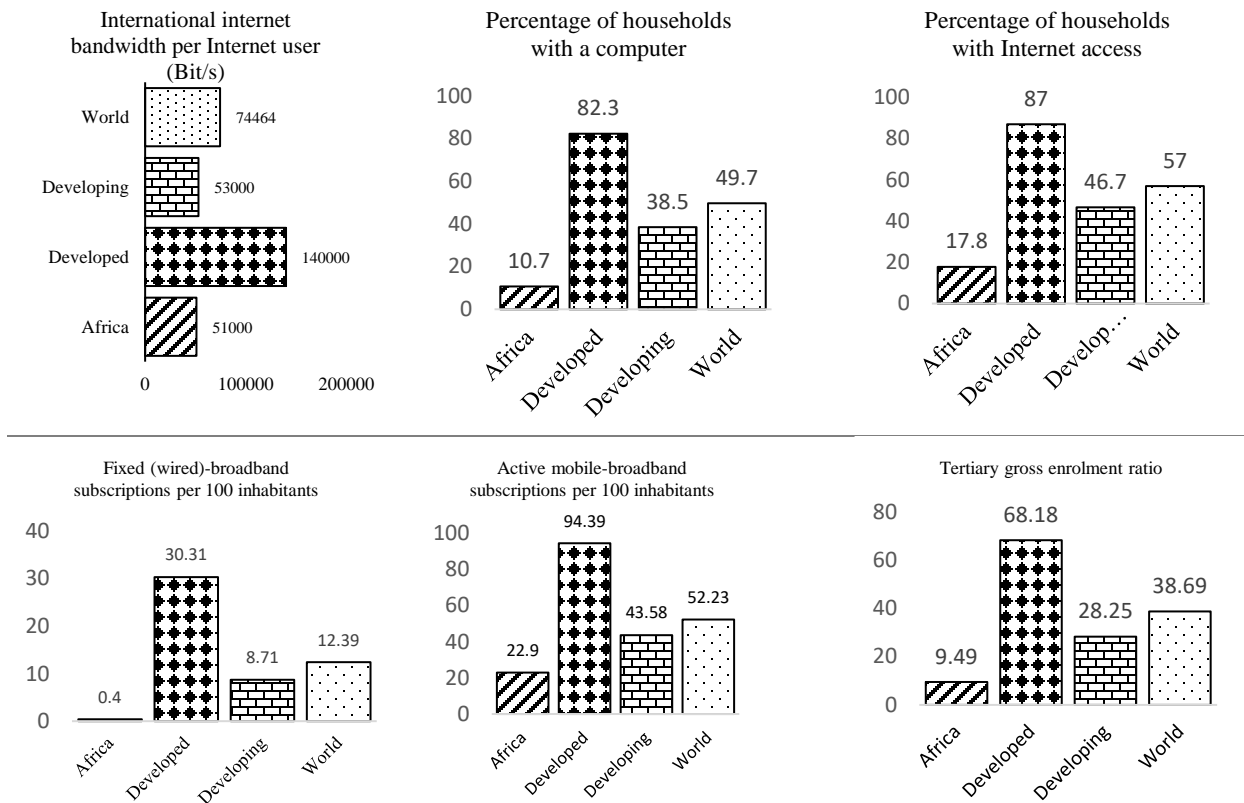 International internet
bandwidth per Internet user
(Bit/s)
World
74464
Developing
53000
Developed
140000
Africa
51000
0 100000 200000
Percentage of households
with a computer
100
80
60
40
20
0
10.7
82.3
38.5
49.7
Africa
Developed
Developing
World
Percentage of households
with Internet access
100
80
60
40
20
0
17.8
87
46.7
57
Africa
Developed
Develop…
World
Fixed (wired)-broadband
subscriptions per 100 inhabitants
40
30
20
10
0
0.4
30.31
8.71
12.39
Africa
Developed
Developing
World
Active mobile-broadband
subscriptions per 100 inhabitants
100
80
60
40
20
0
22.9
94.39
43.58
52.23
Africa
Developed
Developing
World
Tertiary gross enrolment ratio
80
60
40
20
0
9.49
68.18
28.25
38.69
Africa
Developed
Developing
World